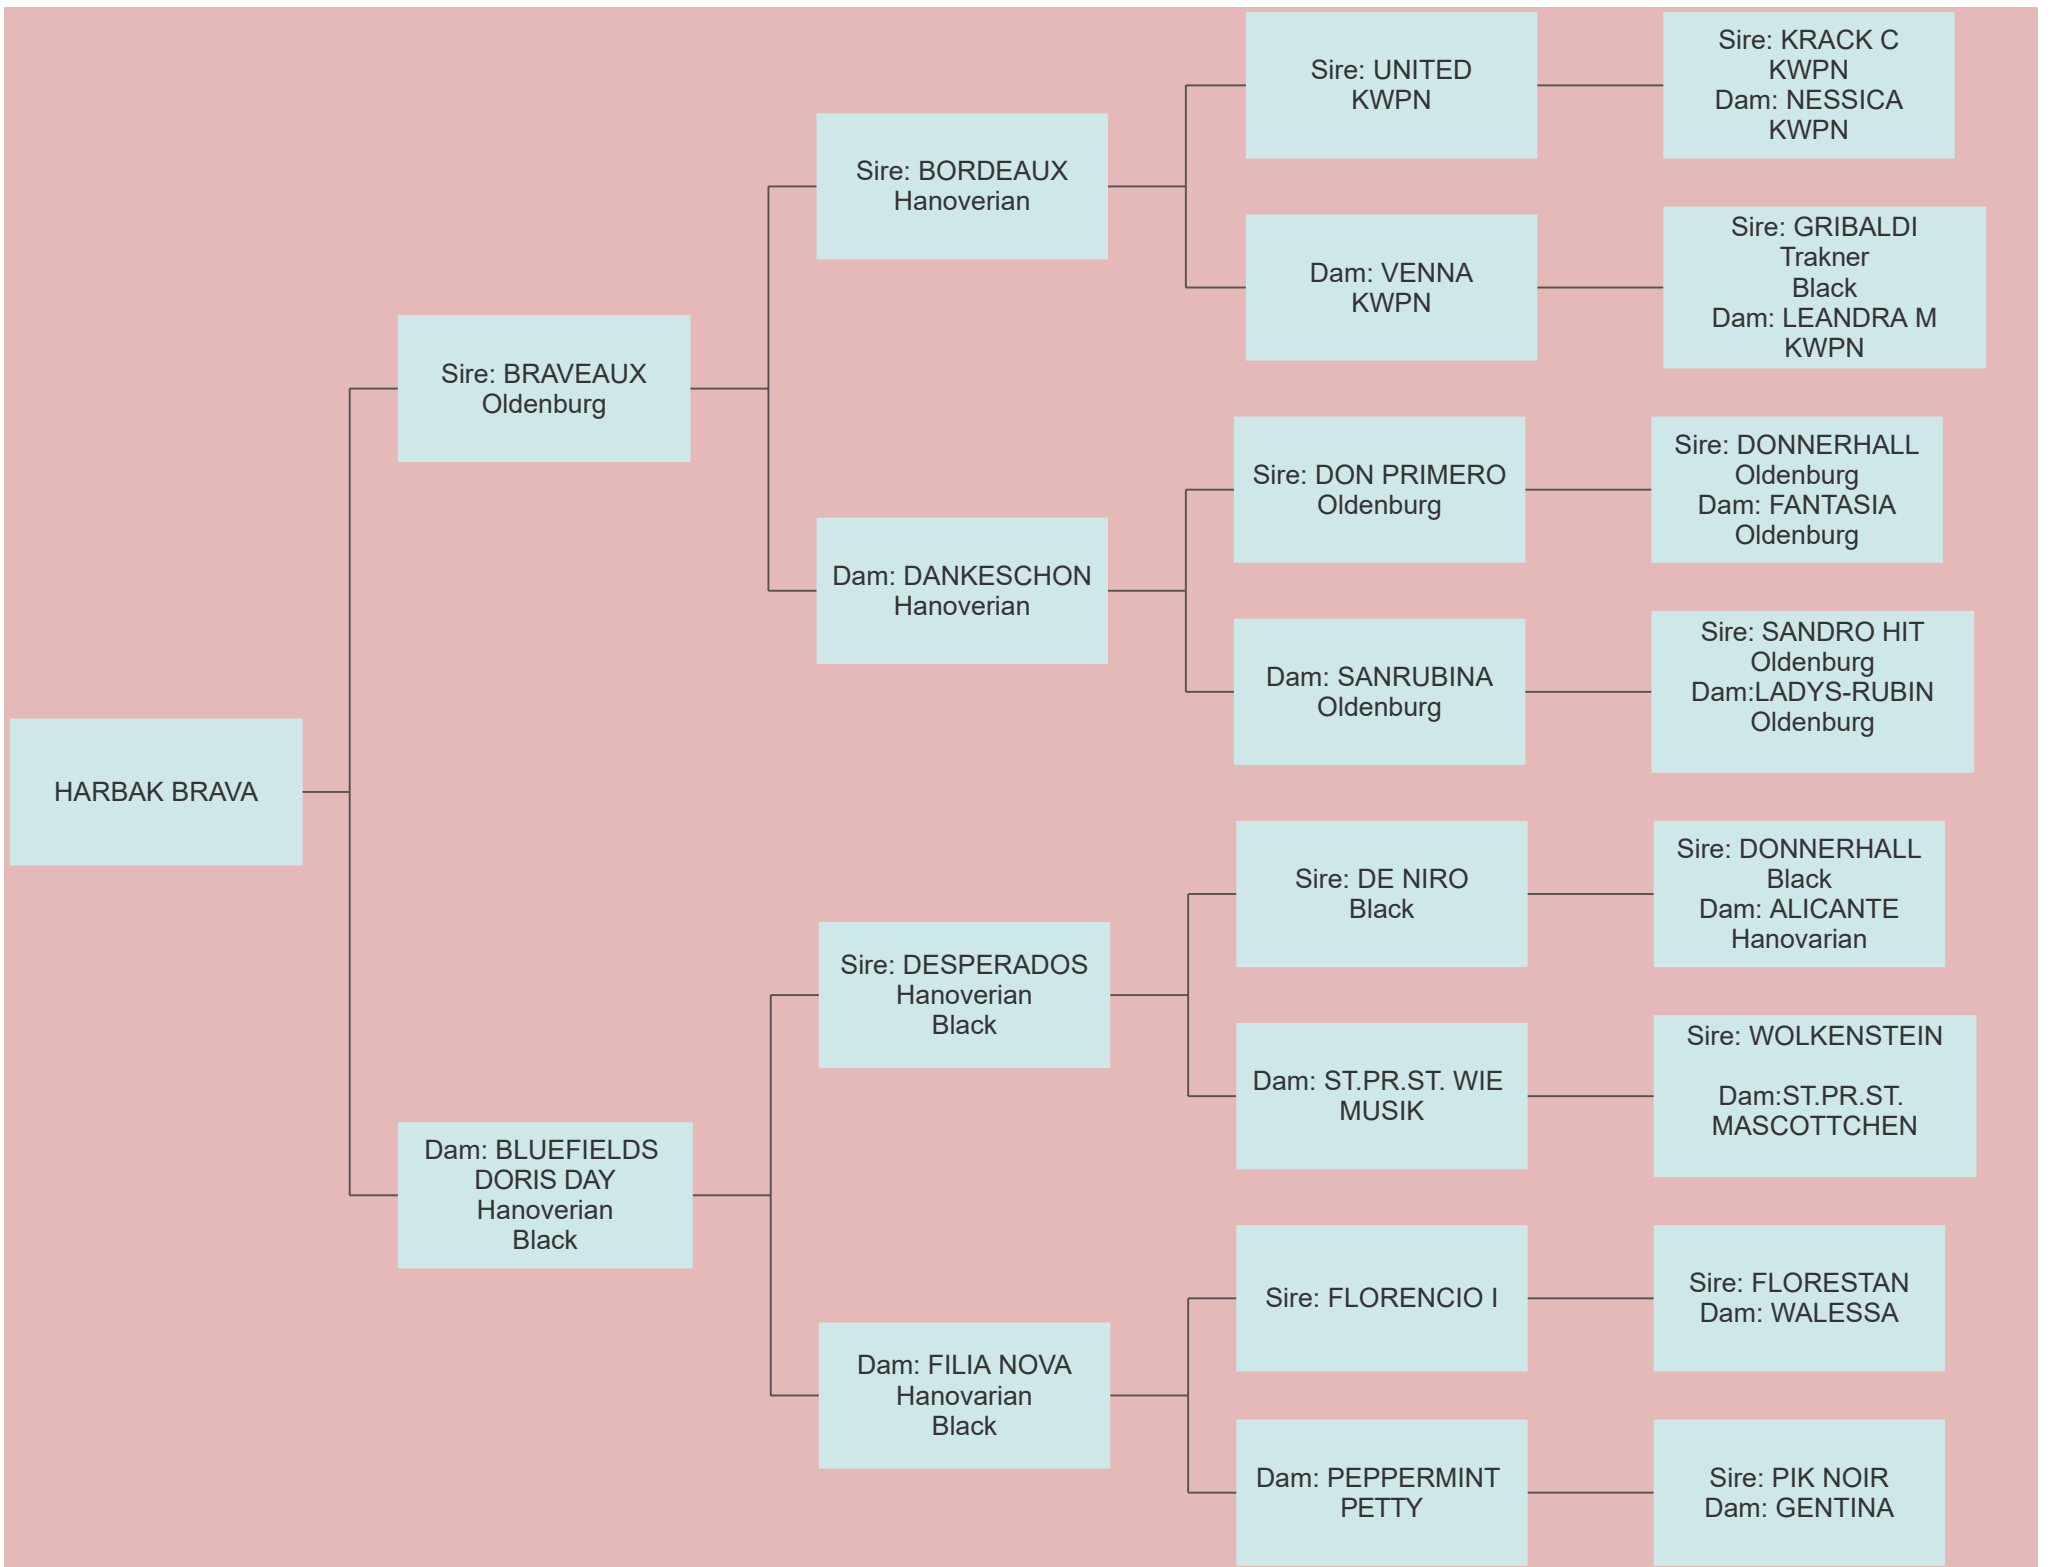 HARBAK BRAVA
Sire: BRAVEAUX
Oldenburg
Dam: BLUEFIELDS
DORIS DAY
Hanoverian
Black
Sire: BORDEAUX
Hanoverian
Dam: DANKESCHON
Hanoverian
Sire: DESPERADOS
Hanoverian
Black
Dam: FILIA NOVA
Hanovarian
Black
Sire: UNITED
KWPN
Dam: VENNA
KWPN
Sire: DON PRIMERO
Oldenburg
Dam: SANRUBINA
Oldenburg
Sire: DE NIRO
Black
Dam: ST.PR.ST. WIE
MUSIK
Sire: FLORENCIO I
Dam: PEPPERMINT
PETTY
Sire: KRACK C
KWPN
Dam: NESSICA
KWPN
Sire: GRIBALDI
Trakner
Black
Dam: LEANDRA M
KWPN
Sire: DONNERHALL
Oldenburg
Dam: FANTASIA
Oldenburg
Sire: SANDRO HIT
Oldenburg
Dam:LADYS-RUBIN
Oldenburg
Sire: DONNERHALL
Black
Dam: ALICANTE
Hanovarian
Sire: WOLKENSTEIN
Dam:ST.PR.ST.
MASCOTTCHEN
Sire: FLORESTAN
Dam: WALESSA
Sire: PIK NOIR
Dam: GENTINA